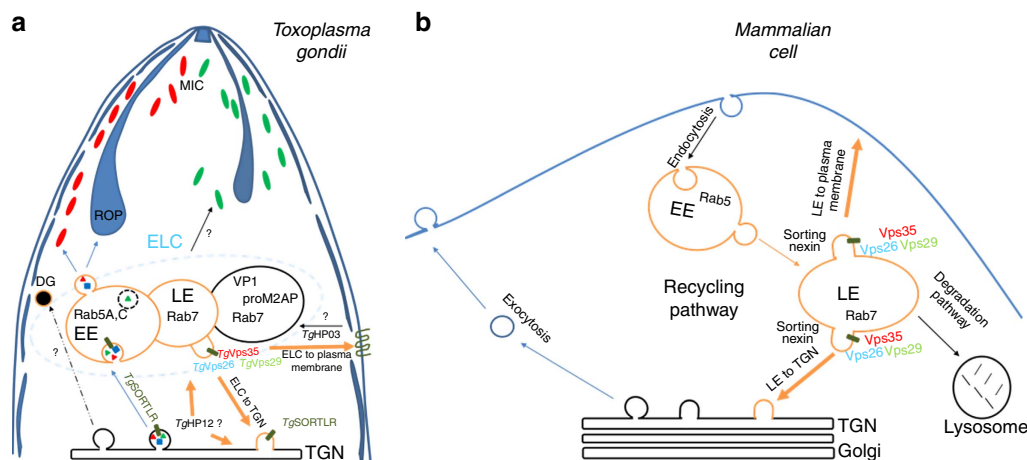 a
Toxoplasma
gondii
MIC
ROP
ELC
?
DG
?
Rab5A,C
EE
LE
Rab7
VP1
proM2AP
Rab7
?
TgHP03
TgVps35
TgVps26 TgVps29
ELC to plasma
membrane
ELC to TGN
TgSORTLR
TgHP12 ?
TgSORTLR
TGN
b
Mammalian
cell
Endocytosis
EE
Rab5
LE to plasma
membrane
Sorting
nexin
Vps35
Vps26 Vps29
Recycling
pathway
LE
Rab7
Degradation
pathway
Sorting
nexin
Vps35
Vps26 Vps29
LE to TGN
Exocytosis
Lysosome
TGN
Golgi